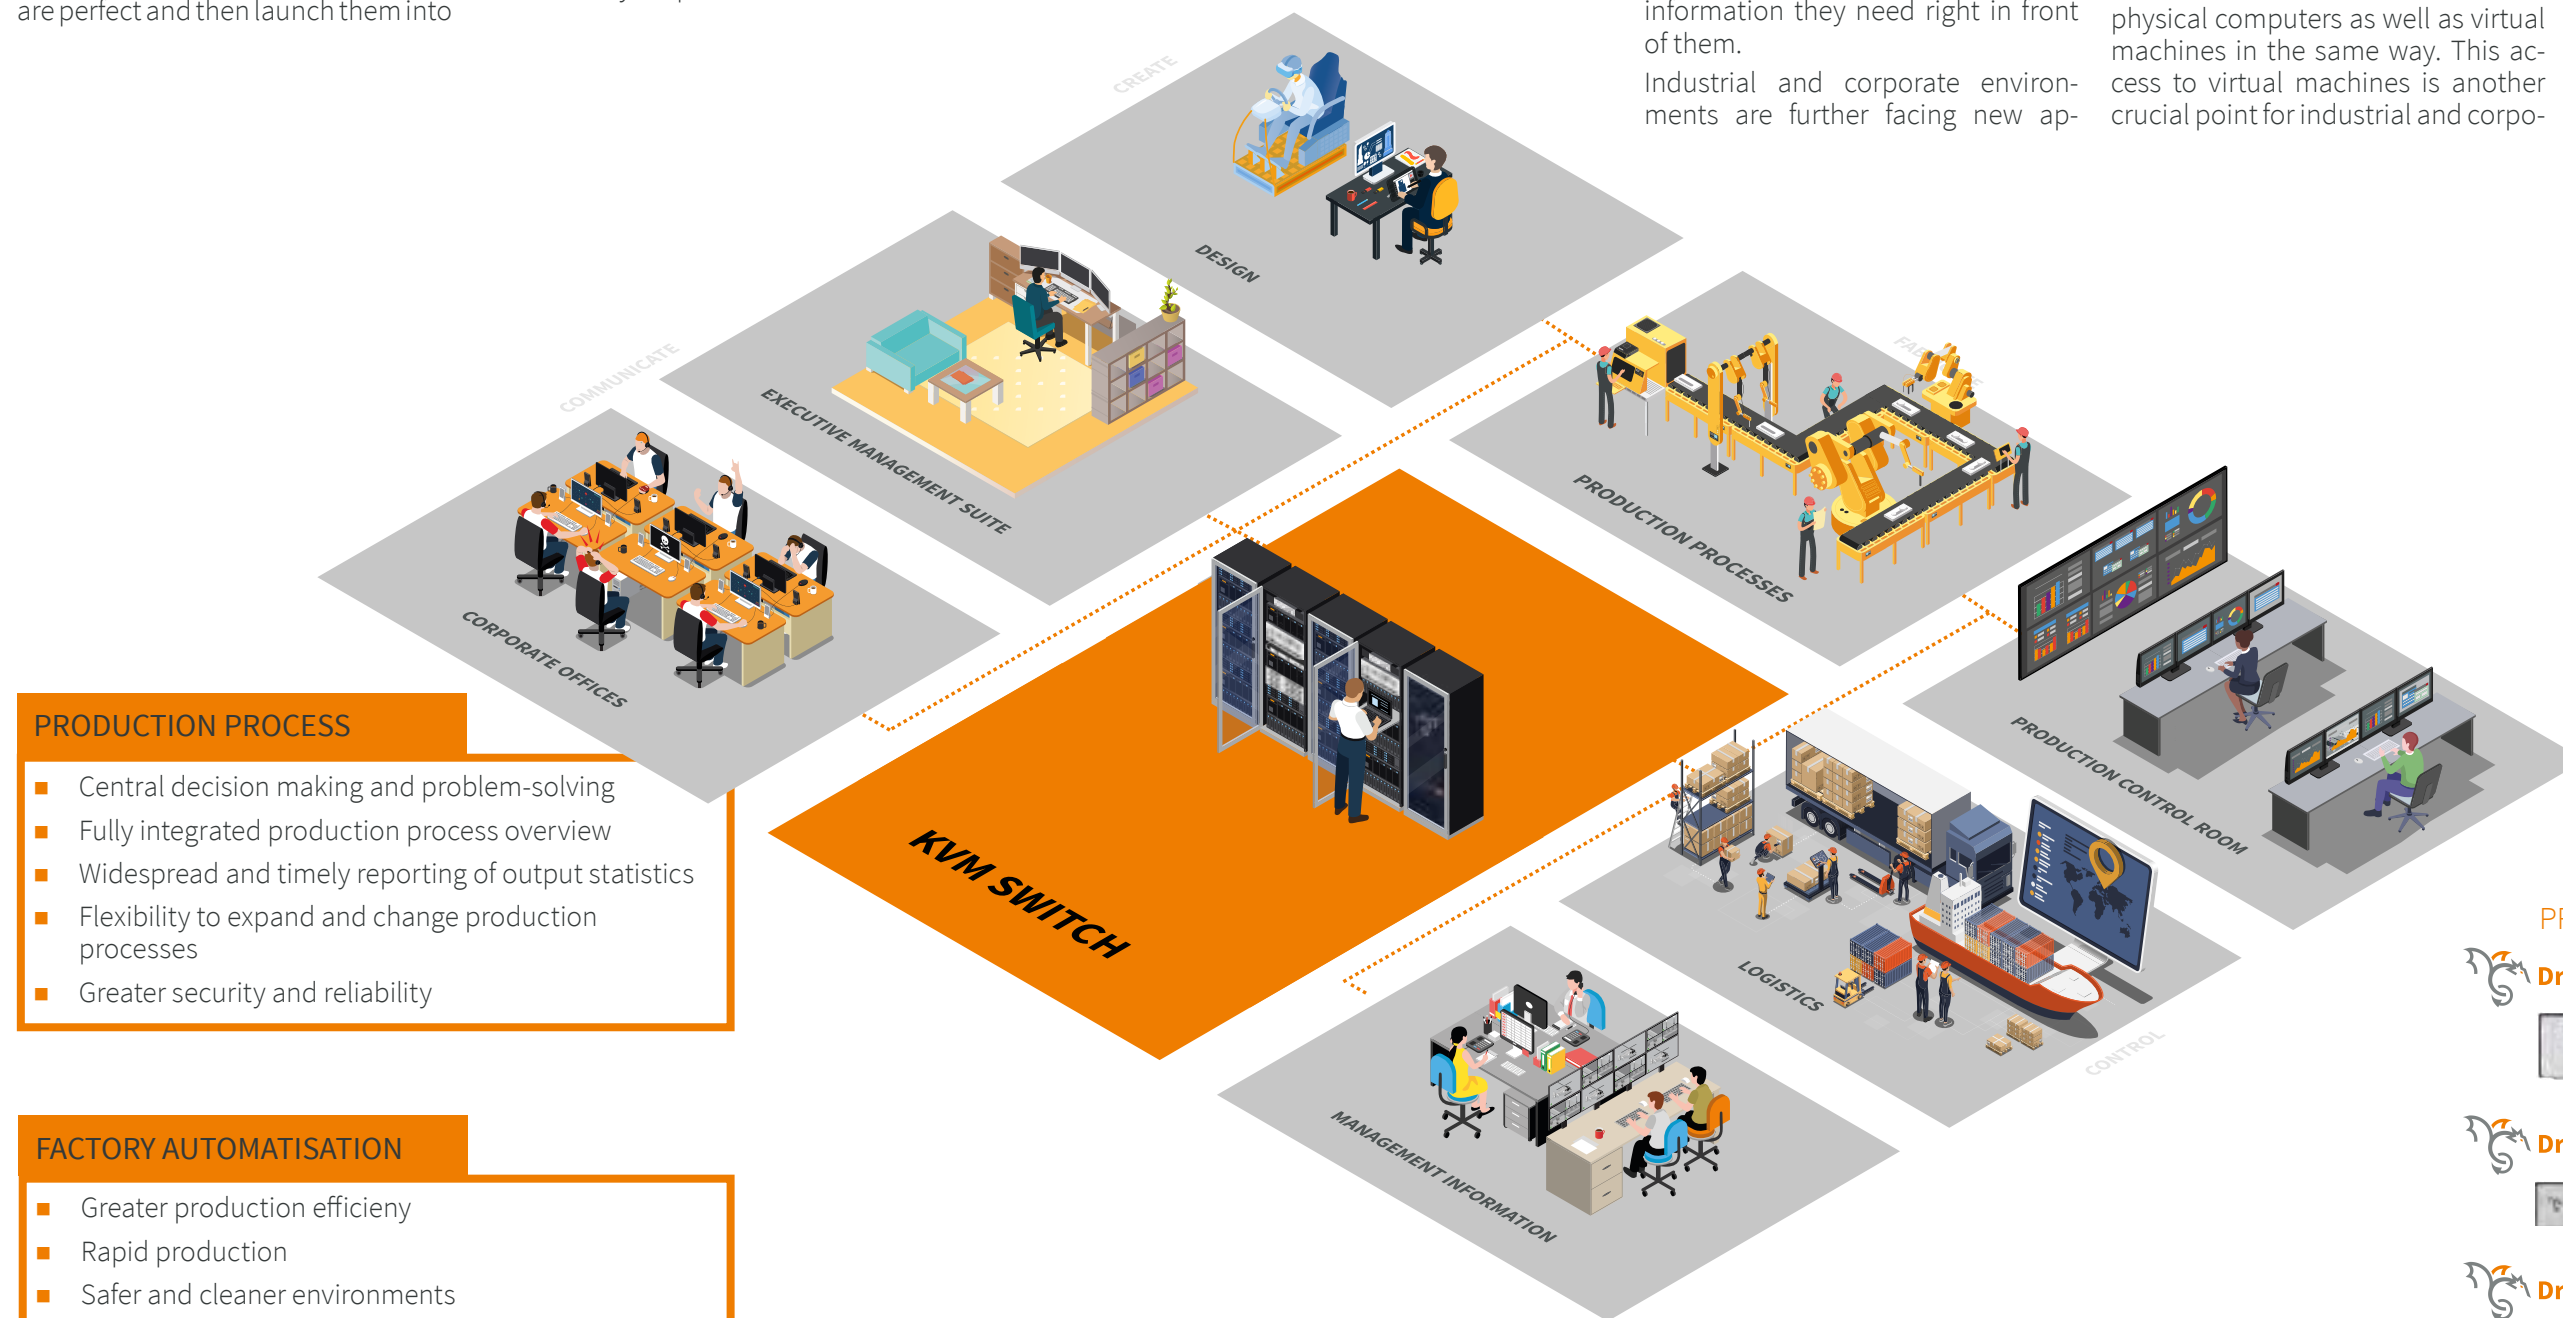 are perfect and then launch them into
information they need right in front
of them.
Industrial and corporate environ-
ments are further facing new ap-
physical computers as well as virtual
machines in the same way. This ac-
cess to virtual machines is another
crucial point for industrial and corpo-
CREATE
DESIGN
COMMUNICATE
EXECUTIVE MANAGEMENT SUITE
CORPORATE OFFICES
PRODUCTION PROCESSES
PRODUCTION CONTROL ROOM
KVM SWITCH
LOGISTICS
CONTROL
MANAGEMENT INFORMATION
PRODUCTION PROCESS
Central decision making and problem-solving
Fully integrated production process overview
Widespread and timely reporting of output statistics
Flexibility to expand and change production
processes
Greater security and reliability
FACTORY AUTOMATISATION
Greater production efficieny
Rapid production
Safer and cleaner environments
Dr
Dr
Dr